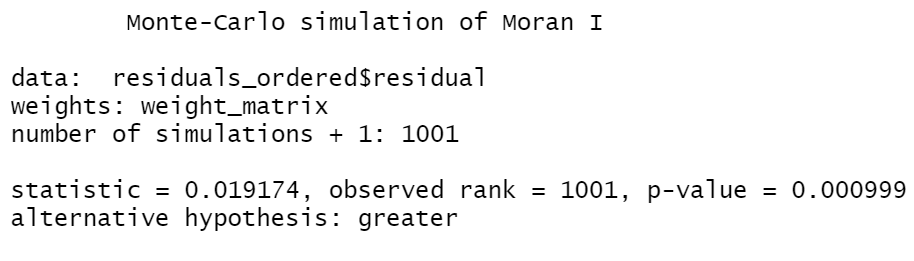 Monte-Carlo simulation of Moran I
data:  residuals_ordered$residual
weights: weight_matrix
number of simulations + 1: 1001
statistic = 0.019174, observed rank = 1001, p-value = 0.000999
alternative hypothesis: greater